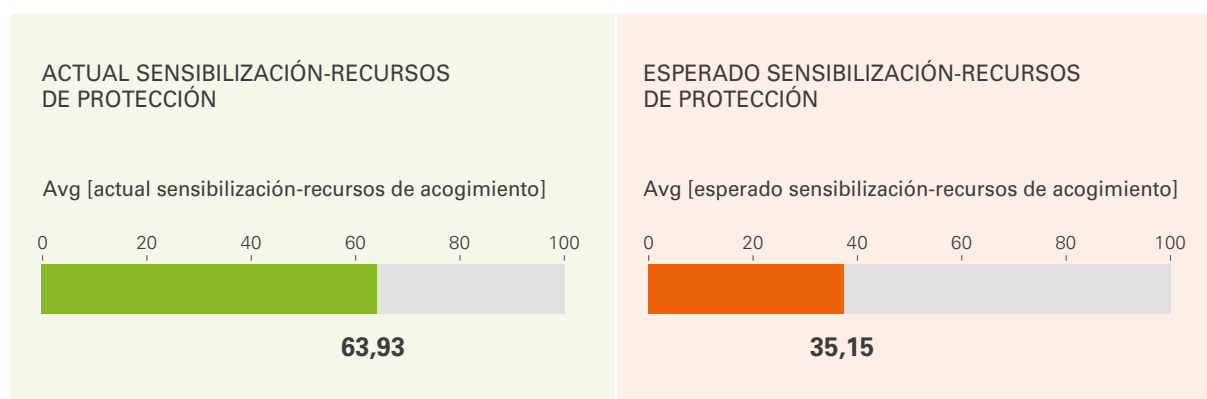 ACTUAL SENSIBILIZACIÓN-RECURSOS
DE PROTECCIÓN
Avg [actual sensibilización-recursos de acogimiento]
0 20 40 60 80 100
63,93
ESPERADO SENSIBILIZACIÓN-RECURSOS
DE PROTECCIÓN
Avg [esperado sensibilización-recursos de acogimiento]
0 20 40 60 80 100
35,15